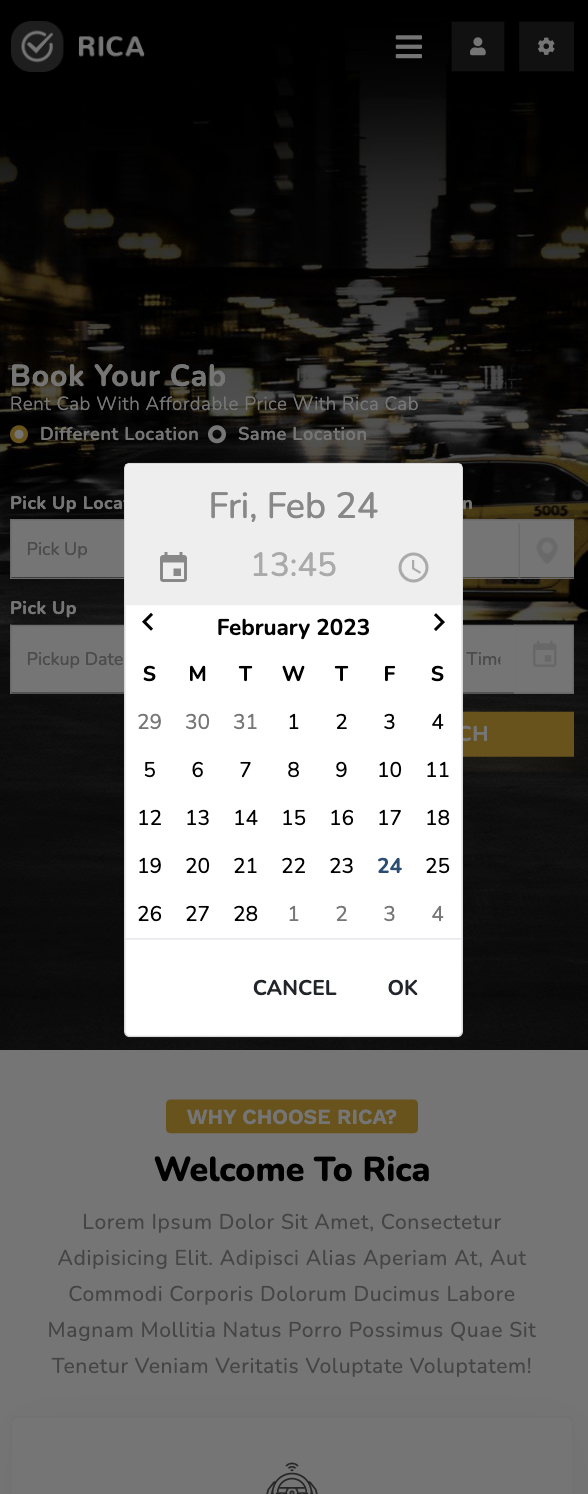 RICA
Book Your Cab
Rent Cab With Affordable Price With Rica Cab
Different Location Same Location
Pick Up
5005
Pick Up
Pick Up
Pickup Date
Fri, Feb 24
13:45
February 2023
S M T W T F S
29 30 31 1 2 3 4
5 6 7 8 9 10 11
12 13 14 15 16 17 18
19 20 21 22 23 24 25
26 27 28 1 2 3 4
CANCEL OK
WHY CHOOSE RICA?
Welcome To Rica
Lorem Ipsum Dolor Sit Amet, Consectetur
Adipisicing Elit. Adipisci Alias Aperiam At, Aut
Commodi Corporis Dolorum Ducimus Labore
Magnam Mollitia Natus Porro Possimus Quae Sit
Tenetur Veniam Veritatis Voluptate Voluptatem!